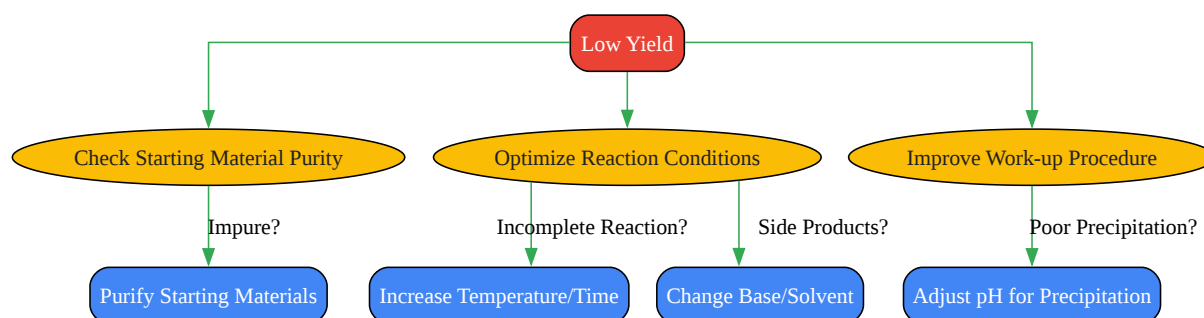 Low Yield
Check Starting Material Purity
Optimize Reaction Conditions
Improve Work-up Procedure
Impure?
Incomplete Reaction?
Side Products?
Poor Precipitation?
Purify Starting Materials
Increase Temperature/Time
Change Base/Solvent
Adjust pH for Precipitation